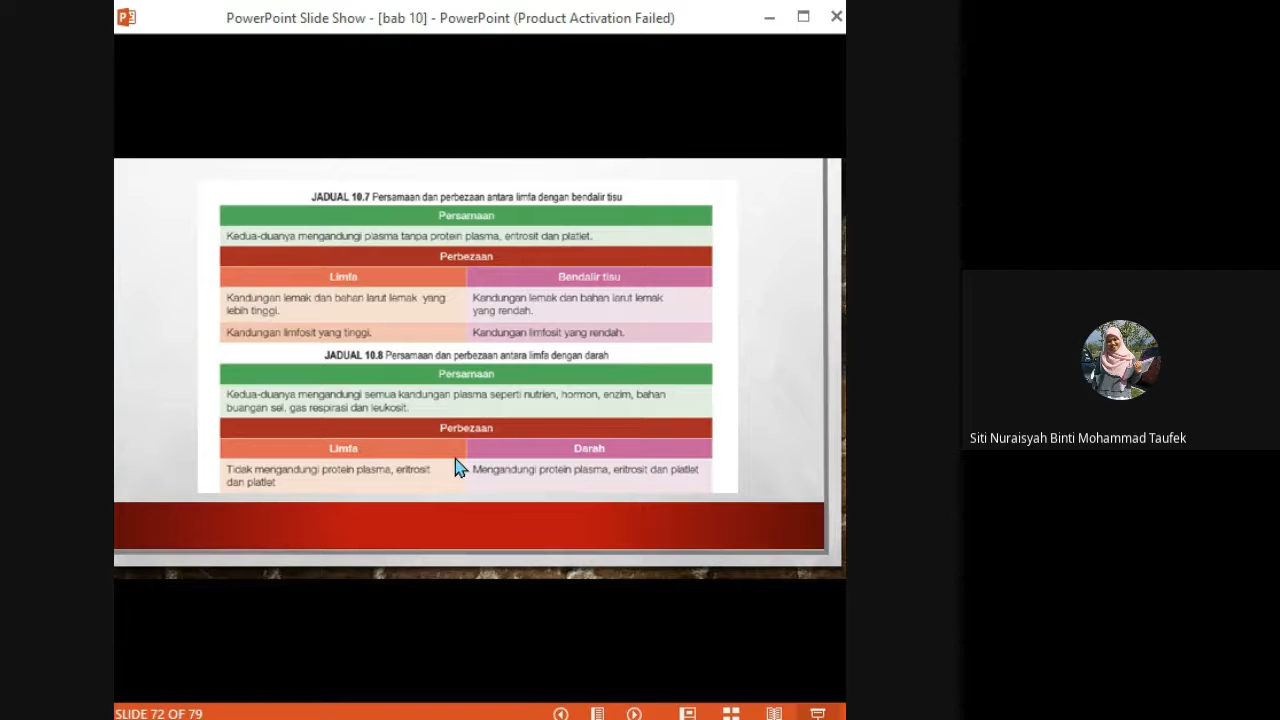 PowerPoint Slide Show - [bab 10] - PowerPoint (Product Activation Failed)
JADUAL 10.7 Persamaan dan perbezaan antara limfa dengan bendalir tisu
Persamaan
Kedua-duanya mengandungi plasma tanpa protein plasma, eritrosit dan platlet.
Perbezaan
Limfa
Bendalir tisu
Kandungan lemak dan bahan larut lemak yang
lebih tinggi.
Kandungan lemak dan bahan larut lemak
yang rendah.
Kandungan limfosit yang tinggi.
Kandungan limfosit yang rendah.
JADUAL 10.8 Persamaan dan perbezaan antara limfa dengan darah
Persamaan
Kedua-duanya mengandungi semua kandungan plasma seperti nutrien, hormon, enzim, bahan
buangan sel, gas respirasi dan leukosit.
Perbezaan
Limfa
Darah
Tidak mengandungi protein plasma, eritrosit
dan platlet
Mengandungi protein plasma, eritrosit dan platlet
Siti Nuraisyah Binti Mohammad Taufek
SLIDE 72 OF 79